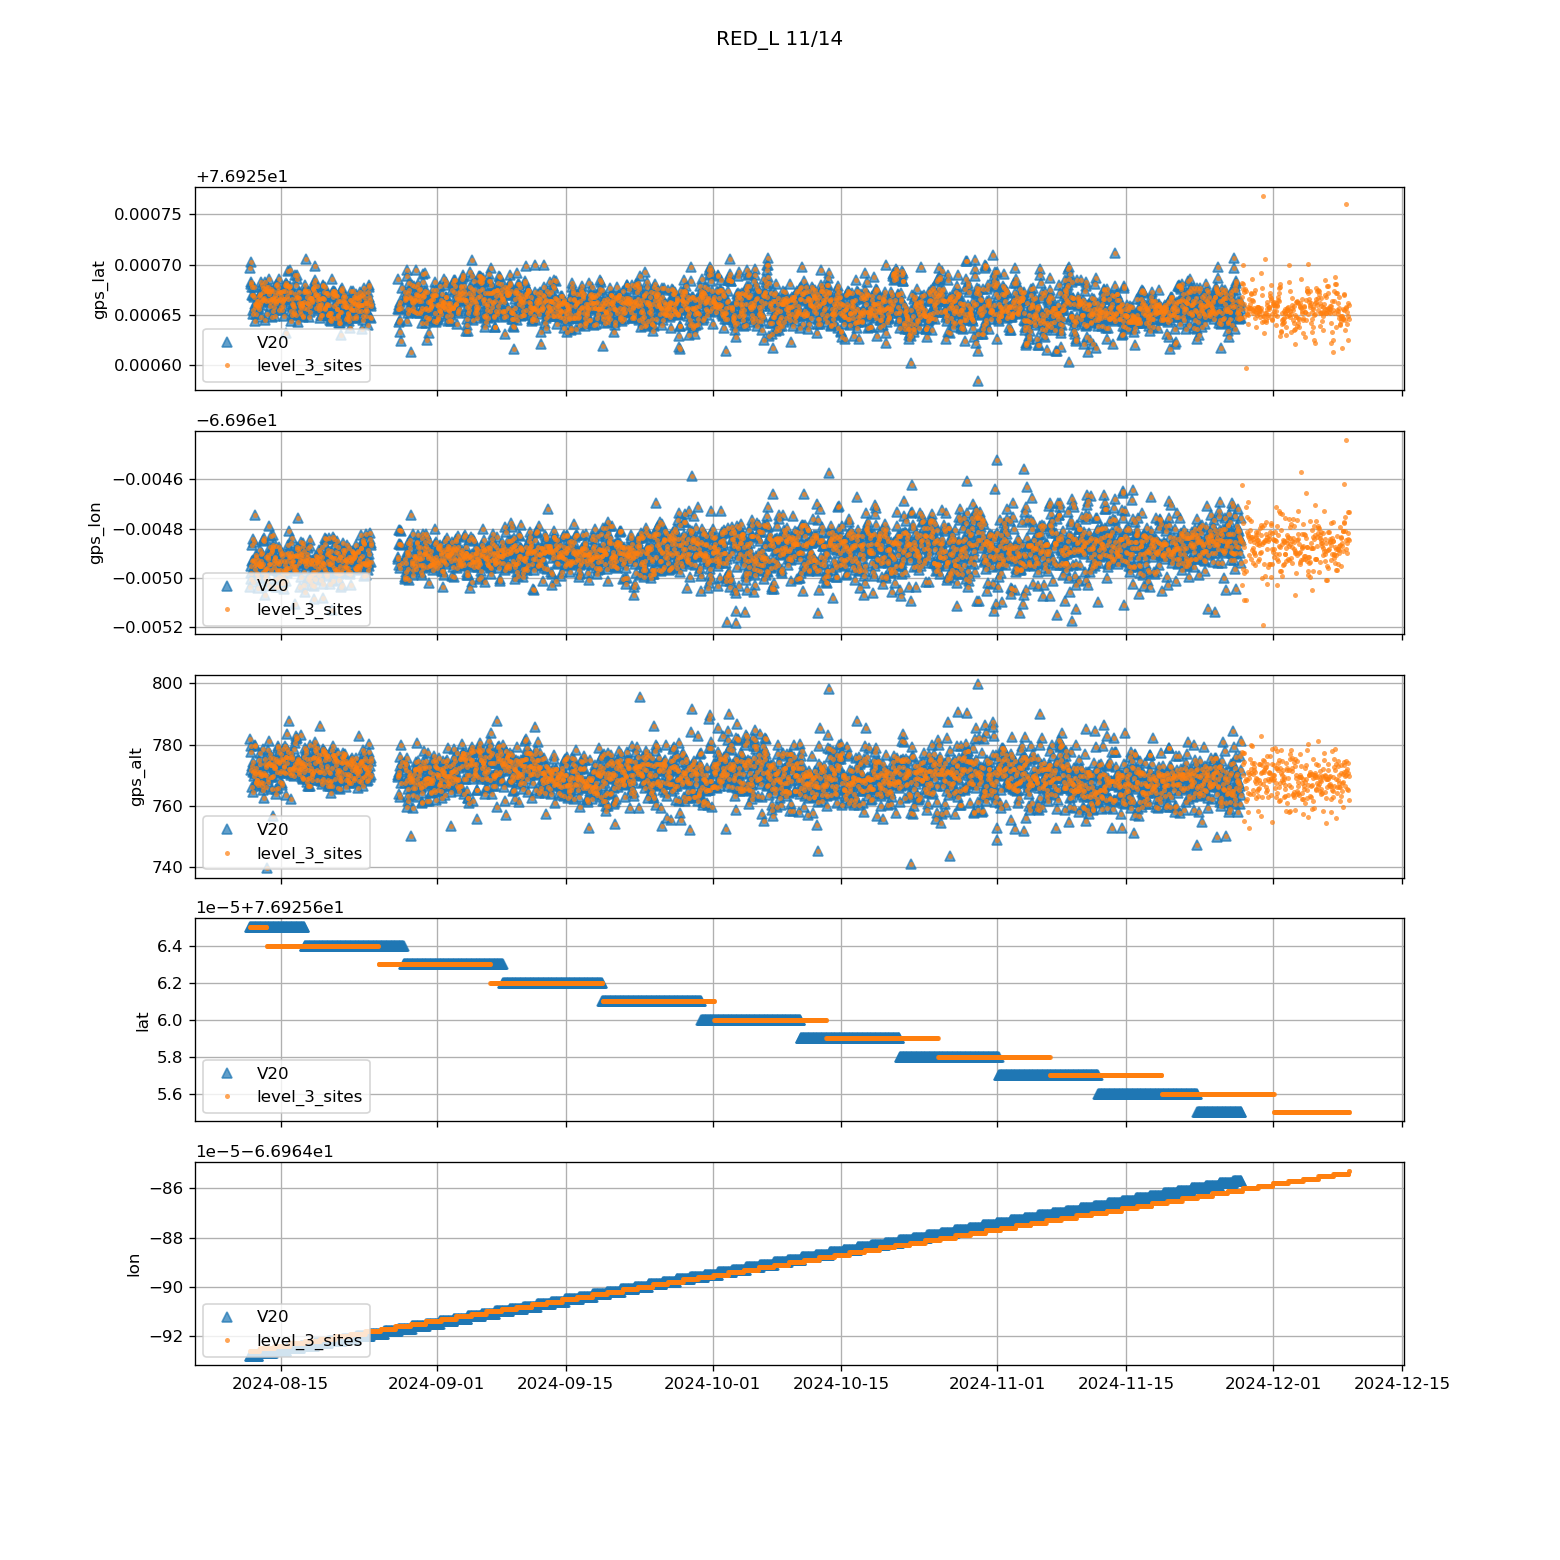 RED_L 11/14
+7.6925e1
0.00075
0.00070
0.00065
0.00060
gps_lat
V20
level_3_sites
−6.696e1
−0.0046
−0.0048
−0.0050
−0.0052
gps_lon
V20
level_3_sites
800
780
760
740
gps_alt
V20
level_3_sites
1e−5+7.69256e1
6.4
6.2
6.0
5.8
5.6
lat
V20
level_3_sites
1e−5−6.6964e1
−86
−88
−90
−92
lon
V20
level_3_sites
2024-08-15 2024-09-01 2024-09-15 2024-10-01 2024-10-15 2024-11-01 2024-11-15 2024-12-01 2024-12-15